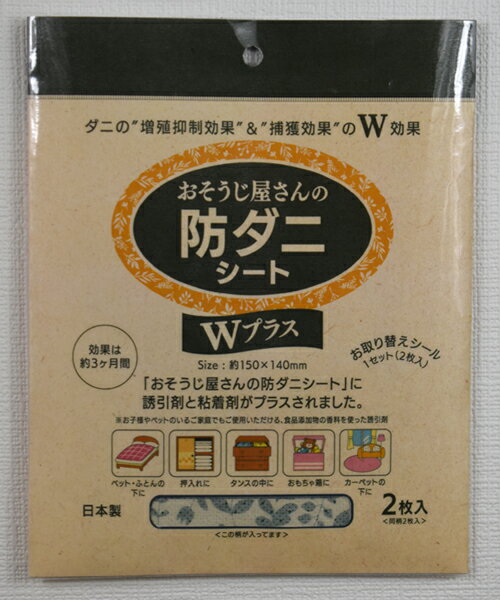 ダニの"増殖抑制効果"&"捕獲効果"のW効果
おそうじ屋さんの
防ダニ
シート
Wプラス
効果は
約3ヶ月間
Size：約150×140mm
お取り替えシール
1セット（2枚入）
「おそうじ屋さんの防ダニシート」に
誘引剤と粘着剤がプラスされました。
※お子様やペットのいるご家庭でもご使用いただける、食品添加物の香料を使った誘引剤
ベット・ふとんの
下に
押入れに
タンスの中に
おもちゃ箱に
カーペットの
下に
日本製
2枚入
<同柄2枚入>
<この柄が入ってます>